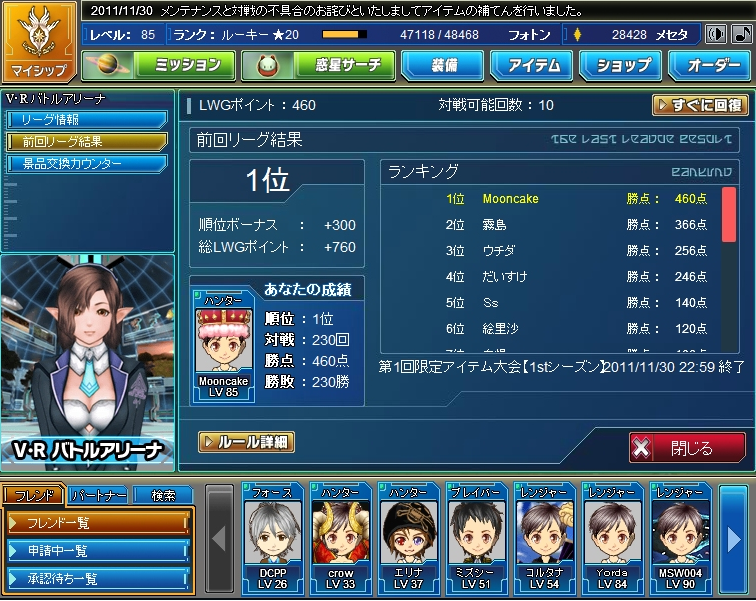 2011/11/30 メンテナンスと対戦の不具合のお詫びといたしましてアイテムの補てんを行いました。
マイシップ
レベル: 85 ランク: ルーキー★20 47118 / 48468 フォトン 28428 メセタ
ミッション 惑星サーチ 装備 アイテム ショップ オーダー
V・Rバトルアリーナ
リーグ情報
前回リーグ結果
景品交換カウンター
LWGポイント : 460 対戦可能回数 : 10 すぐに回復
前回リーグ結果 THE LAST LEAGUE RESULT
1位
順位ボーナス : +300
総LWGポイント : +760
ランキング RANKING
1位 Mooncake 勝点 : 460点
2位 霧島 勝点 : 366点
3位 ウチダ 勝点 : 256点
4位 だいすけ 勝点 : 246点
5位 Ss 勝点 : 140点
6位 絵里沙 勝点 : 120点
あなたの成績
ハンター
Mooncake
LV 85
順位 : 1位
対戦 : 230回
勝点 : 460点
勝敗 : 230勝
第1回限定アイテム大会【1stシーズン】2011/11/30 22:59 終了
V・R バトルアリーナ
ルール詳細
閉じる
フレンド パートナー 検索
フレンド一覧
申請中一覧
承認待ち一覧
フォース
DCPP
LV 26
ハンター
crow
LV 33
ハンター
エリナ
LV 37
ブレイバー
ミズシー
LV 51
レンジャー
コルタナ
LV 54
レンジャー
Yorda
LV 84
レンジャー
MSW004
LV 90